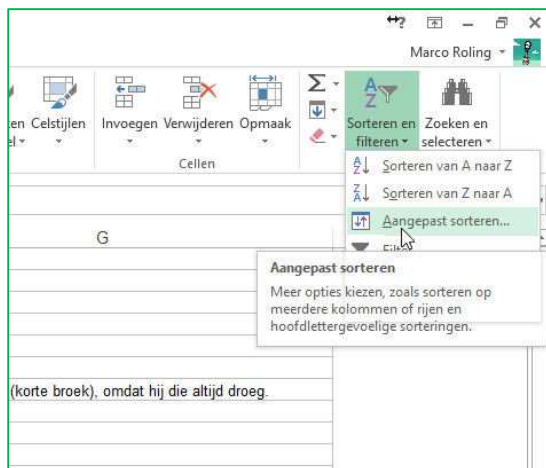 Marco Roling
en Celstijlen Invoegen Verwijderen Opmaak Sorteren en Zoeken en
el filteren selecteren
Cellen
Sorteren van A naar Z
Sorteren van Z naar A
Aangepast sorteren...
Filter
G
Aangepast sorteren
Meer opties kiezen, zoals sorteren op
meerdere kolommen of rijen en
hoofdlettergevoelige sorteringen.
(korte broek), omdat hij die altijd droeg.